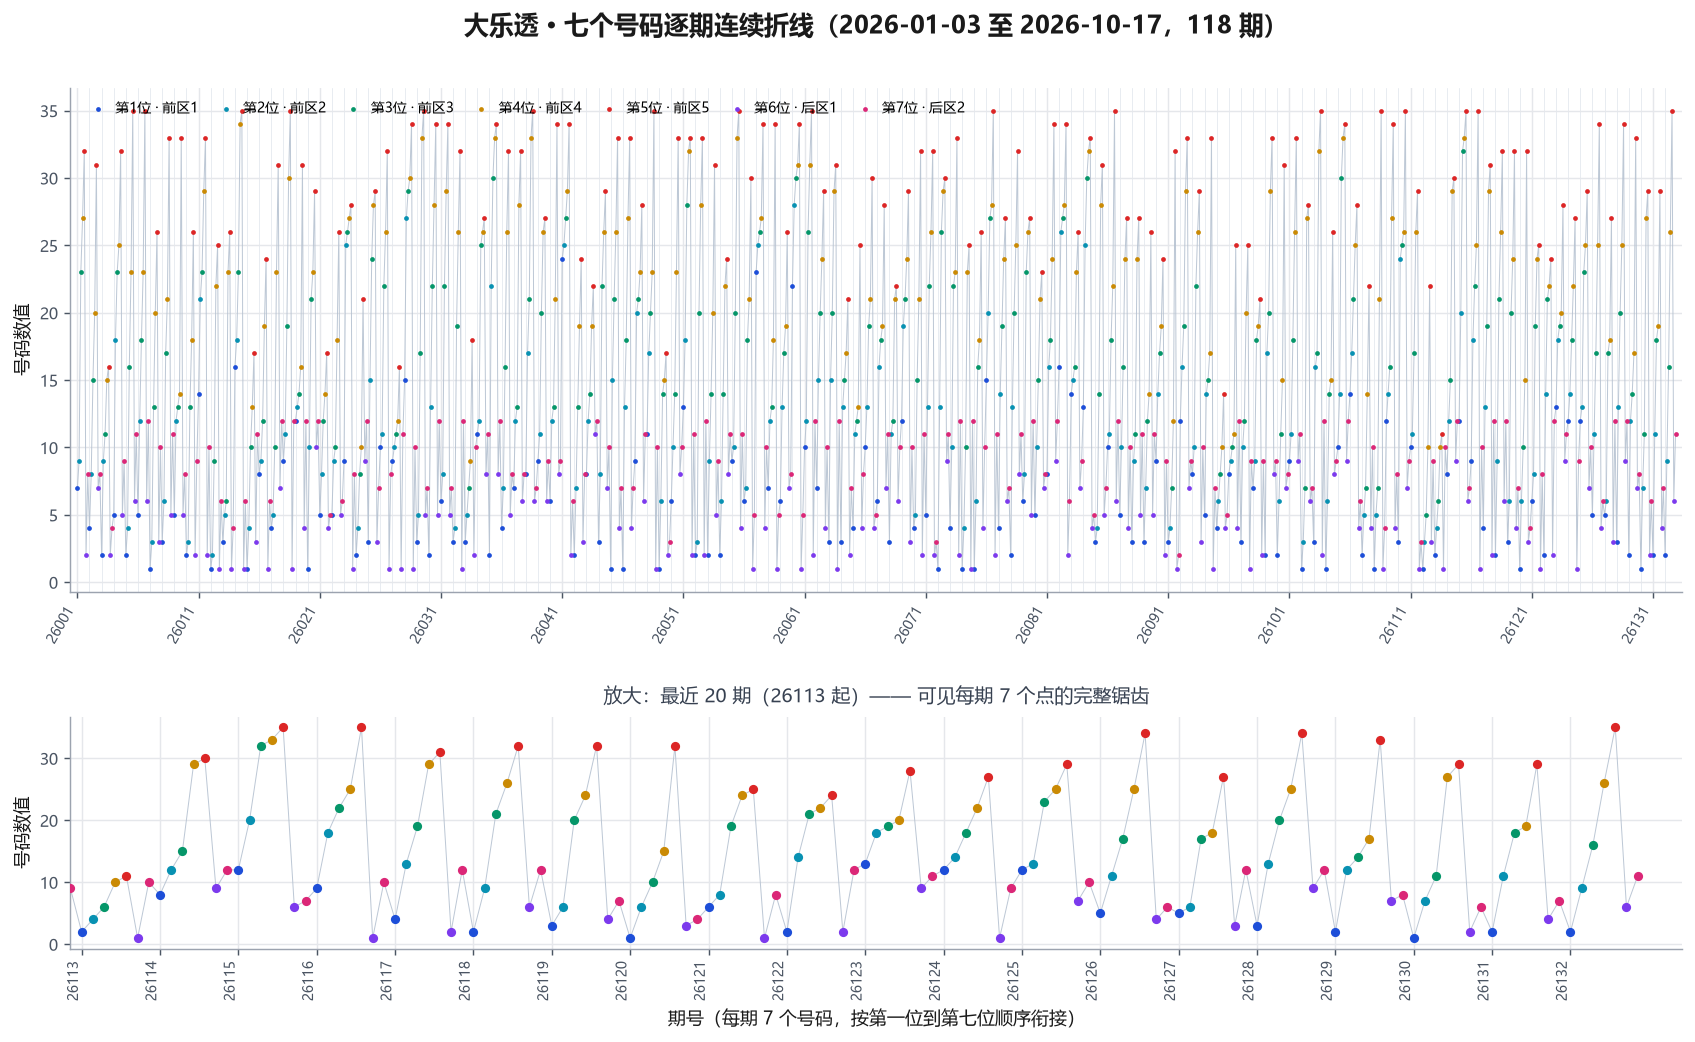 大乐透 · 七个号码逐期连续折线（2026-01-03 至 2026-10-17，118 期）
第1位 · 前区1 第2位 · 前区2 第3位 · 前区3 第4位 · 前区4 第5位 · 前区5 第6位 · 后区1 第7位 · 后区2
号码数值
35
30
25
20
15
10
5
0
26001 26011 26021 26031 26041 26051 26061 26071 26081 26091 26101 26111 26121 26131
放大：最近 20 期（26113 起）—— 可见每期 7 个点的完整锯齿
号码数值
30
20
10
0
26113 26114 26115 26116 26117 26118 26119 26120 26121 26122 26123 26124 26125 26126 26127 26128 26129 26130 26131 26132
期号（每期 7 个号码，按第一位到第七位顺序衔接）